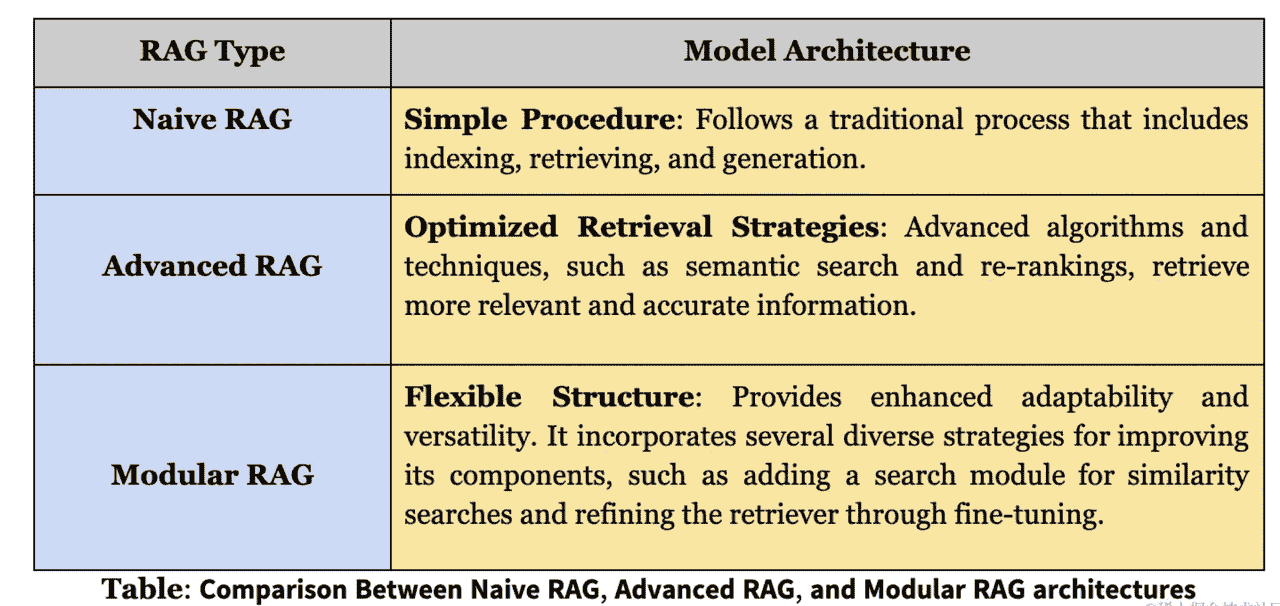 RAG Type
Model Architecture
Naive RAG
Simple Procedure: Follows a traditional process that includes
indexing, retrieving, and generation.
Advanced RAG
Optimized Retrieval Strategies: Advanced algorithms and
techniques, such as semantic search and re-rankings, retrieve
more relevant and accurate information.
Modular RAG
Flexible Structure: Provides enhanced adaptability and
versatility. It incorporates several diverse strategies for improving
its components, such as adding a search module for similarity
searches and refining the retriever through fine-tuning.
Table: Comparison Between Naive RAG, Advanced RAG, and Modular RAG architectures